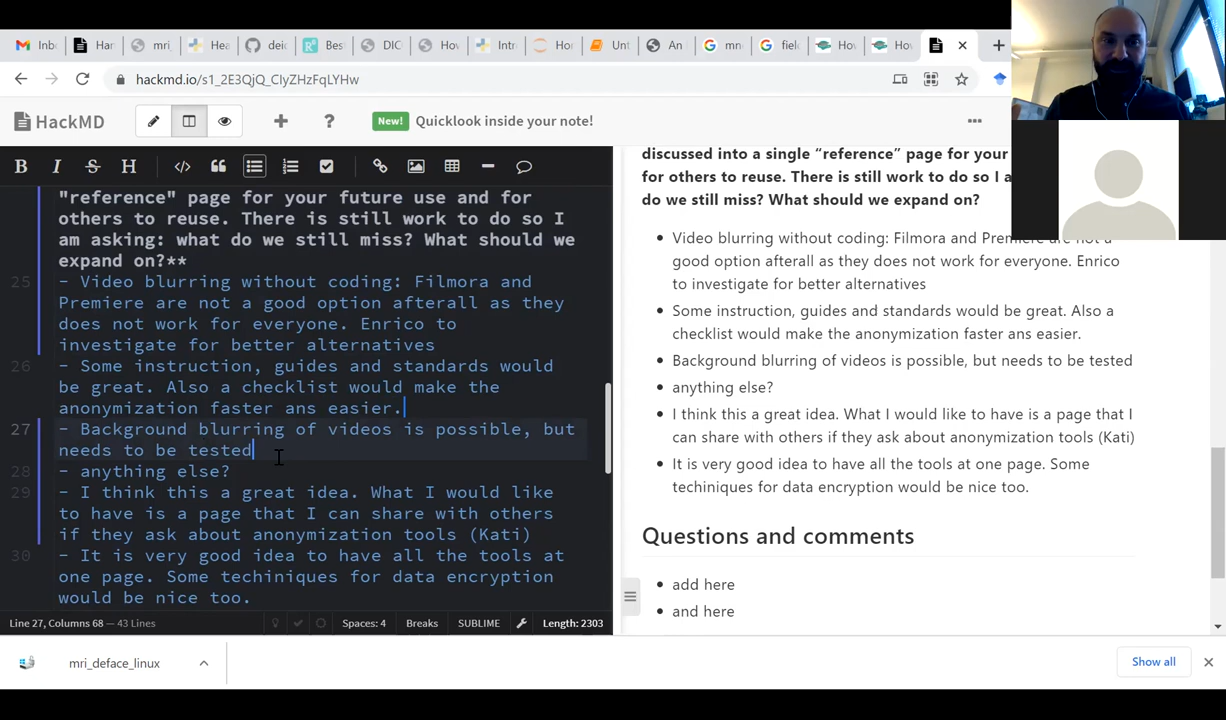 Inb
Har
mri_
Hea
deid
Bes
DIC
Hov
Intr
Hor
Unt
An
mn
fiel
Hov
Hov
hackmd.io/s1_2E3QjQ_CIyZHzFqLYHw
HackMD
New! Quicklook inside your note!
B I S H
"reference" page for your future use and for
others to reuse. There is still work to do so I
am asking: what do we still miss? What should we
expand on?**
25 - Video blurring without coding: Filmora and
Premiere are not a good option afterall as they
does not work for everyone. Enrico to
investigate for better alternatives
26 - Some instruction, guides and standards would
be great. Also a checklist would make the
anonymization faster ans easier.
27 - Background blurring of videos is possible, but
needs to be tested
28 - anything else?
29 - I think this a great idea. What I would like
to have is a page that I can share with others
if they ask about anonymization tools (Kati)
30 - It is very good idea to have all the tools at
one page. Some techiniques for data encryption
would be nice too.
Line 27, Columns 68 — 43 Lines
Spaces: 4
Breaks
SUBLIME
Length: 2303
discussed into a single “reference” page for your
for others to reuse. There is still work to do so I a
do we still miss? What should we expand on?
• Video blurring without coding: Filmora and Premiere are not a
good option afterall as they does not work for everyone. Enrico
to investigate for better alternatives
• Some instruction, guides and standards would be great. Also a
checklist would make the anonymization faster ans easier.
• Background blurring of videos is possible, but needs to be tested
• anything else?
• I think this a great idea. What I would like to have is a page that I
can share with others if they ask about anonymization tools (Kati)
• It is very good idea to have all the tools at one page. Some
techiniques for data encryption would be nice too.
Questions and comments
• add here
• and here
mri_deface_linux
Show all